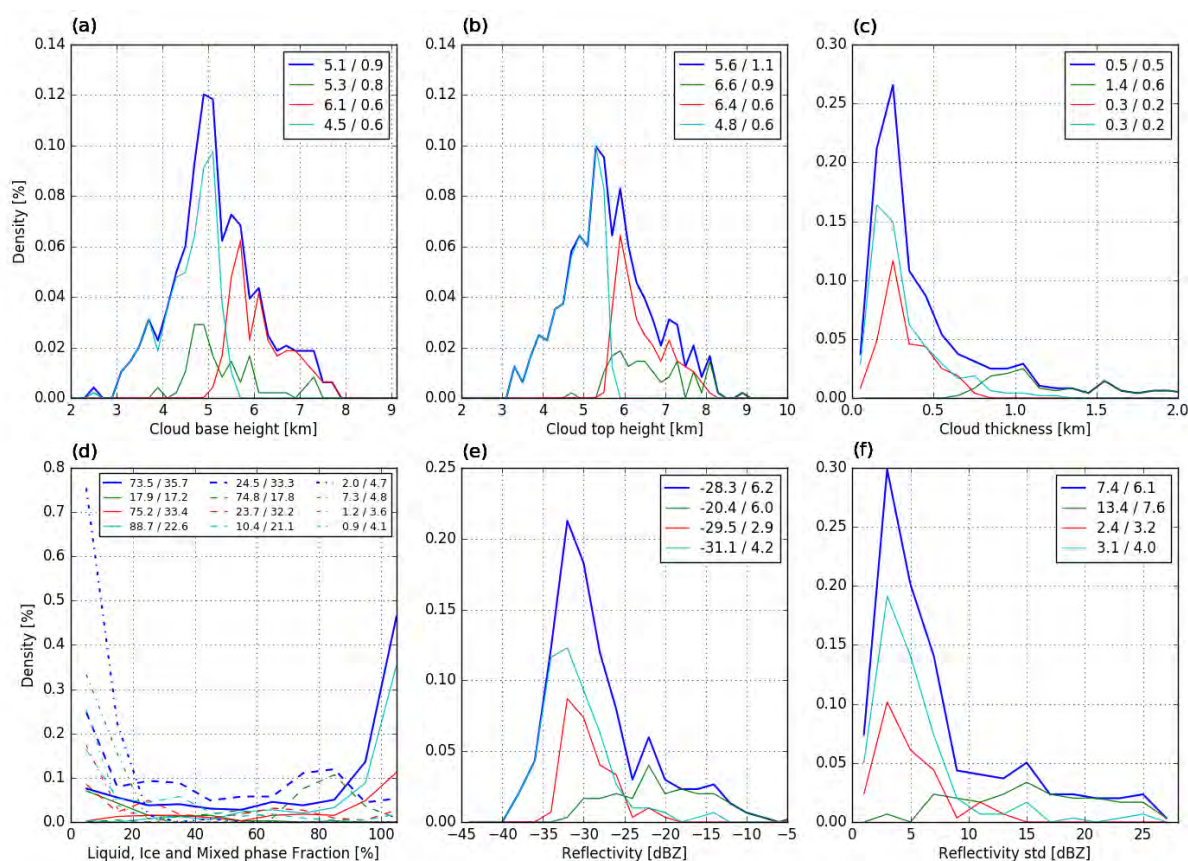 (a)
0.14
0.12
0.10
0.08
0.06
0.04
0.02
0.00
Density [%]
5.1 / 0.9
5.3 / 0.8
6.1 / 0.6
4.5 / 0.6
2 3 4 5 6 7 8 9
Cloud base height [km]
(b)
0.14
0.12
0.10
0.08
0.06
0.04
0.02
0.00
5.6 / 1.1
6.6 / 0.9
6.4 / 0.6
4.8 / 0.6
2 3 4 5 6 7 8 9 10
Cloud top height [km]
(c)
0.30
0.25
0.20
0.15
0.10
0.05
0.00
0.5 / 0.5
1.4 / 0.6
0.3 / 0.2
0.3 / 0.2
0.0 0.5 1.0 1.5 2.0
Cloud thickness [km]
(d)
0.8
0.7
0.6
0.5
0.4
0.3
0.2
0.1
0.0
Density [%]
73.5 / 35.7 24.5 / 33.3 2.0 / 4.7
17.9 / 17.2 74.8 / 17.8 7.3 / 4.8
75.2 / 33.4 23.7 / 32.2 1.2 / 3.6
88.7 / 22.6 10.4 / 21.1 0.9 / 4.1
0 20 40 60 80 100
Liquid, Ice and Mixed phase Fraction [%]
(e)
0.25
0.20
0.15
0.10
0.05
0.00
-28.3 / 6.2
-20.4 / 6.0
-29.5 / 2.9
-31.1 / 4.2
−45 −40 −35 −30 −25 −20 −15 −10 −5
Reflectivity [dBZ]
(f)
0.30
0.25
0.20
0.15
0.10
0.05
0.00
7.4 / 6.1
13.4 / 7.6
2.4 / 3.2
3.1 / 4.0
0 5 10 15 20 25
Reflectivity std [dBZ]